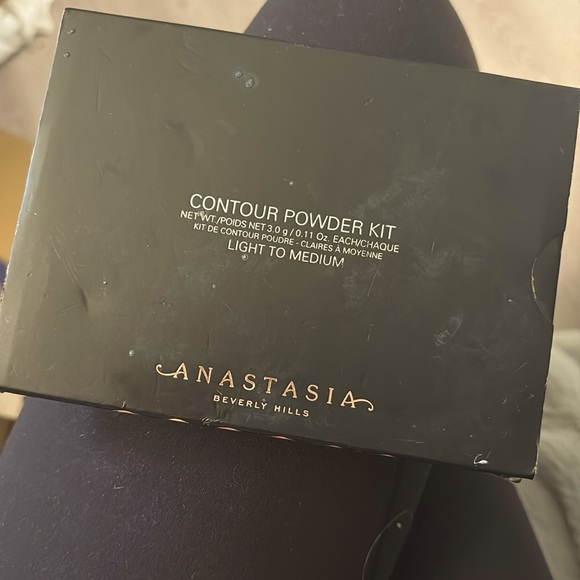 CONTOUR POWDER KIT
NET WT./POIDS NET 3.0 g / 0.11 Oz. EACH/CHAQUE
KIT DE CONTOUR POUDRE - CLAIRES À MOYENNE
LIGHT TO MEDIUM
ANASTASIA
BEVERLY HILLS